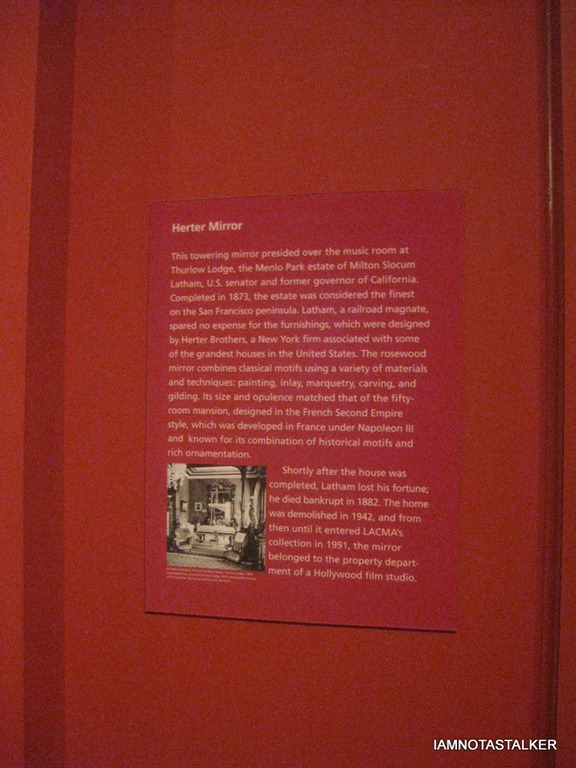 Herter Mirror
This towering mirror presided over the music room at
Thurlow Lodge, the Menlo Park estate of Milton Slocum
Latham, U.S. senator and former governor of California.
Completed in 1873, the estate was considered the finest
on the San Francisco peninsula. Latham, a railroad magnate,
spared no expense for the furnishings, which were designed
by Herter Brothers, a New York firm associated with some
of the grandest houses in the United States. The rosewood
mirror combines classical motifs using a variety of materials
and techniques: painting, inlay, marquetry, carving, and
gilding. Its size and opulence matched that of the fifty-
room mansion, designed in the French Second Empire
style, which was developed in France under Napoleon III
and known for its combination of historical motifs and
rich ornamentation.
Shortly after the house was
completed, Latham lost his fortune;
he died bankrupt in 1882. The home
was demolished in 1942, and from
then until it entered LACMA's
collection in 1991, the mirror
belonged to the property depart-
ment of a Hollywood film studio.
IAMNOTASTALKER